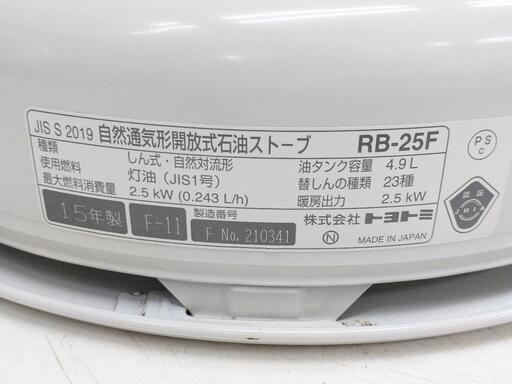 JIS S 2019 自然通気形開放式石油ストーブ RB-25F
種類 しん式・自然対流形 油タンク容量 4.9L
使用燃料 灯油（JIS1号） 替しんの種類 23種
最大燃料消費量 2.5 kW (0.243 L/h) 暖房出力 2.5 kW
15年製 F-11 製造番号 F No.210341 株式会社トヨトミ
N MADE IN JAPAN
PS
C
認証
JHIA